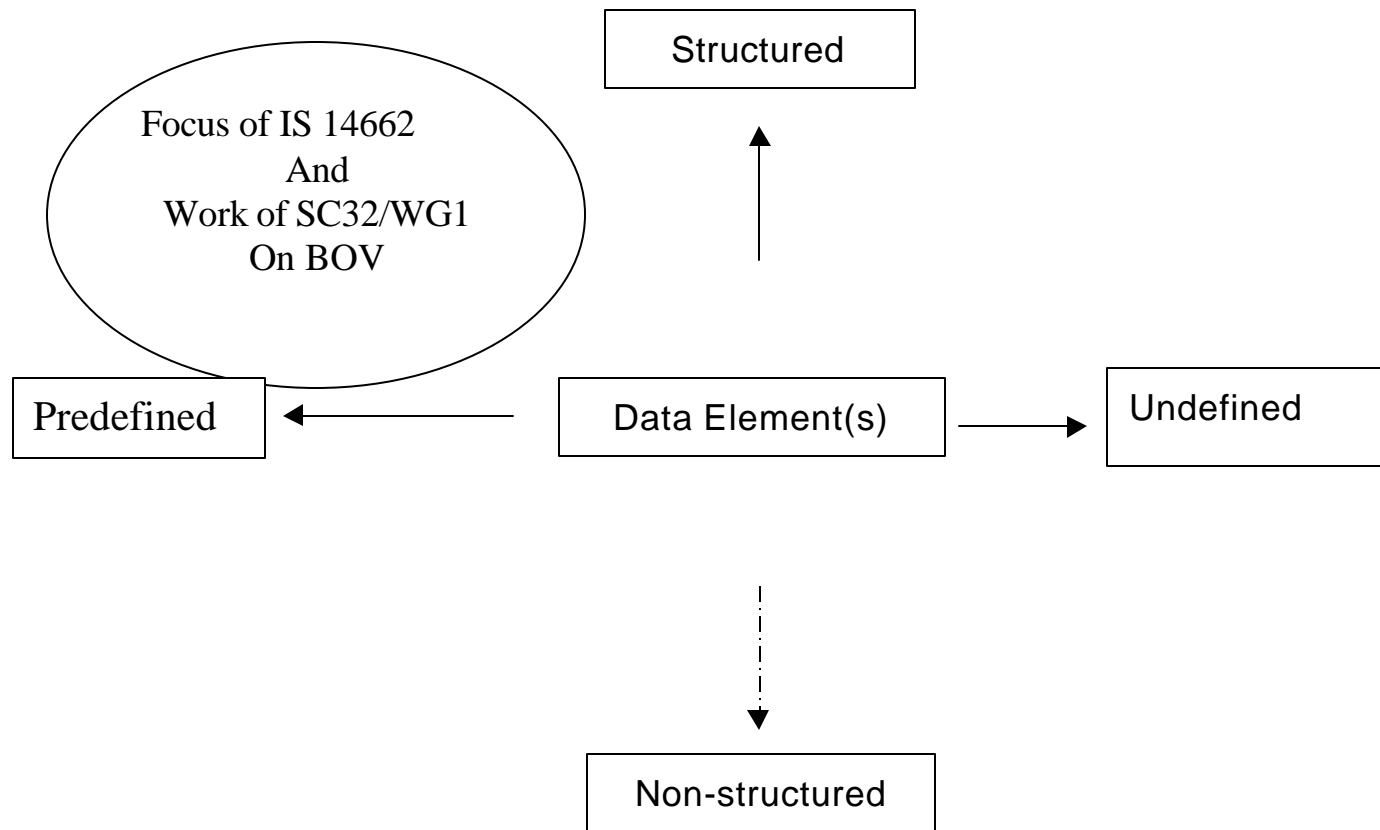 Structured
Focus of IS 14662
And
Work of SC32/WG1
On BOV
Predefined
Data Element(s)
Undefined
Non-structured